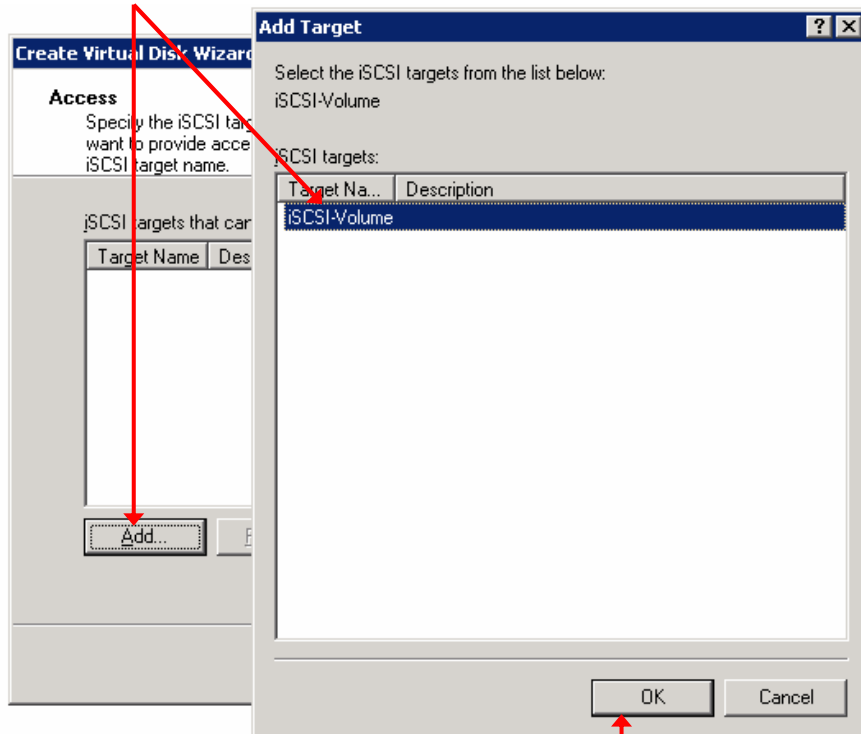 Create Virtual Disk Wizard
Access
Specify the iSCSI targ
want to provide acce
iSCSI target name.
iSCSI targets that can
Target Name Des
Add...
Add Target
Select the iSCSI targets from the list below:
iSCSI-Volume
iSCSI targets:
Target Na... Description
iSCSI-Volume
OK Cancel